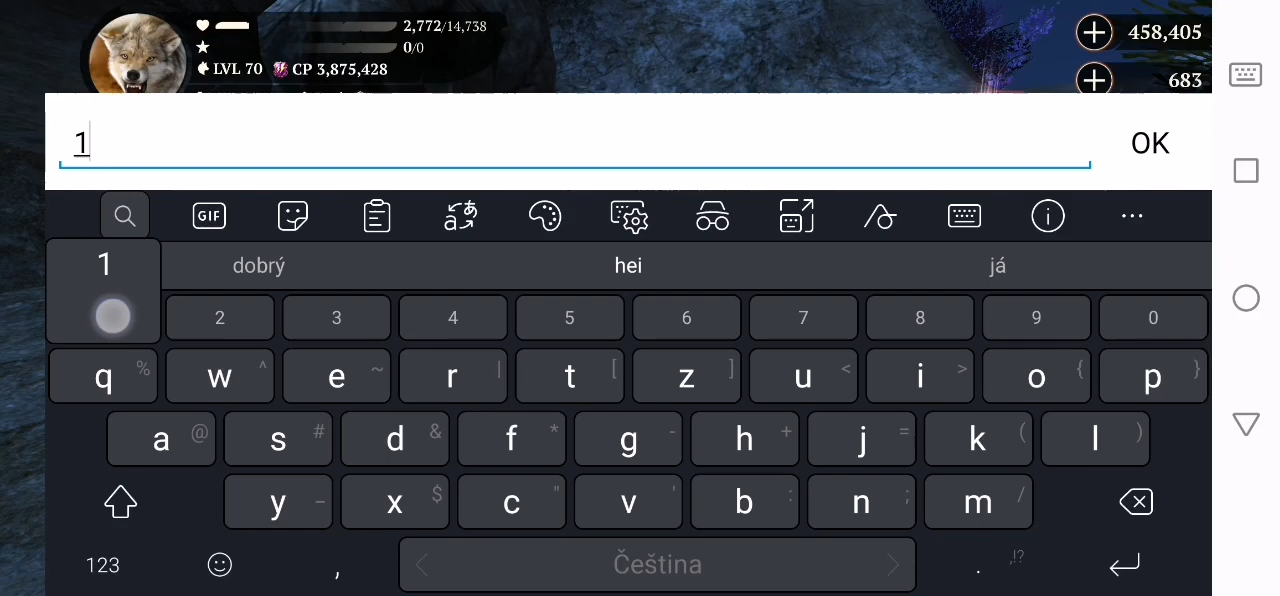 2,772/14,738
458,405
0/0
LVL 70 CP 3,875,428
683
1
OK
GIF
1
dobrý hei já
2 3 4 5 6 7 8 9 0
q % w ^ e ~ r | t [ z ] u < i > o { p }
a @ s # d & f * g - h + j = k ( l )
y _ x $ c " v ' b : n ; m /
123 , Čeština . ,!?